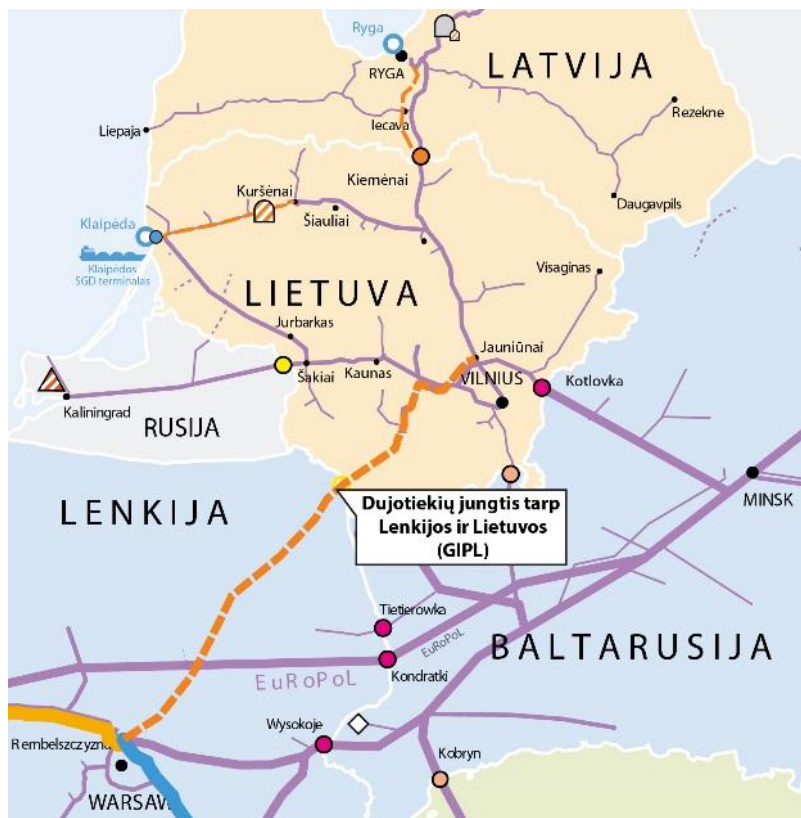 Ryga
RYGA
LATVIJA
Rezekne
Liepaja
Iecava
Kiemėnai
Daugavpils
Kuršėnai
Šiauliai
Klaipėda
Klaipėdos
SGD terminalas
Visaginas
LIETUVA
Jurbarkas
Jauniūnai
Šakiai
Kaunas
VILNIUS
Kotlovka
Kaliningrad
RUSIJA
MINSK
LENKIJA
Dujotiekių jungtis tarp
Lenkijos ir Lietuvos
(GIPL)
Tietierowka
BALTARUSIJA
EuRoPoL
EuRoPoL
Kondratki
Wysokoje
Rembelszczyzna
Kobryn
WARSAW